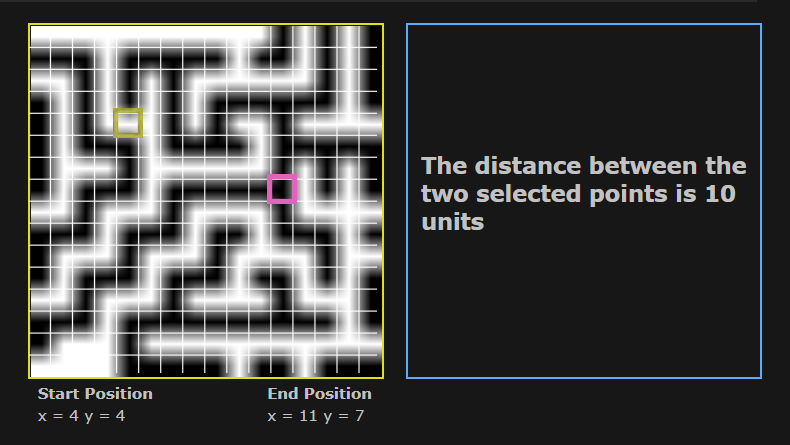 The distance between the
two selected points is 10
units
Start Position
x = 4 y = 4
End Position
x = 11 y = 7